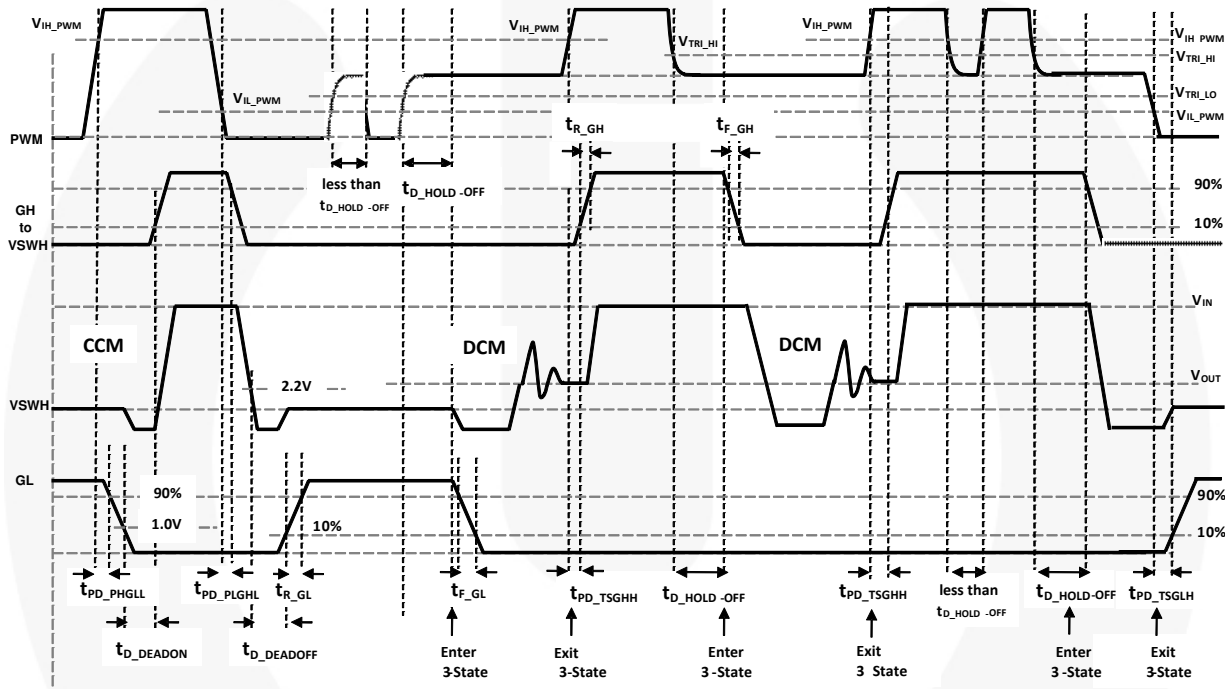 VIH_PWM
VIH_PWM
VTRI_HI
VIH_PWM
VIH_PWM
VTRI_HI
VIL_PWM
VTRI_LO
VIL_PWM
PWM
tR_GH
tF_GH
less than
tD_HOLD -OFF
tD_HOLD -OFF
90%
GH
to
VSWH
10%
VIN
CCM
DCM
DCM
2.2V
VOUT
VSWH
GL
90%
1.0V
10%
90%
10%
tPD_PHGLL
tPD_PLGHL
tR_GL
tF_GL
tPD_TSGHH
tD_HOLD -OFF
tPD_TSGHH
less than
tD_HOLD -OFF
tD_HOLD-OFF
tPD_TSGLH
tD_DEADON
tD_DEADOFF
Enter
3-State
Exit
3-State
Enter
3 -State
Exit
3 State
Enter
3 -State
Exit
3-State